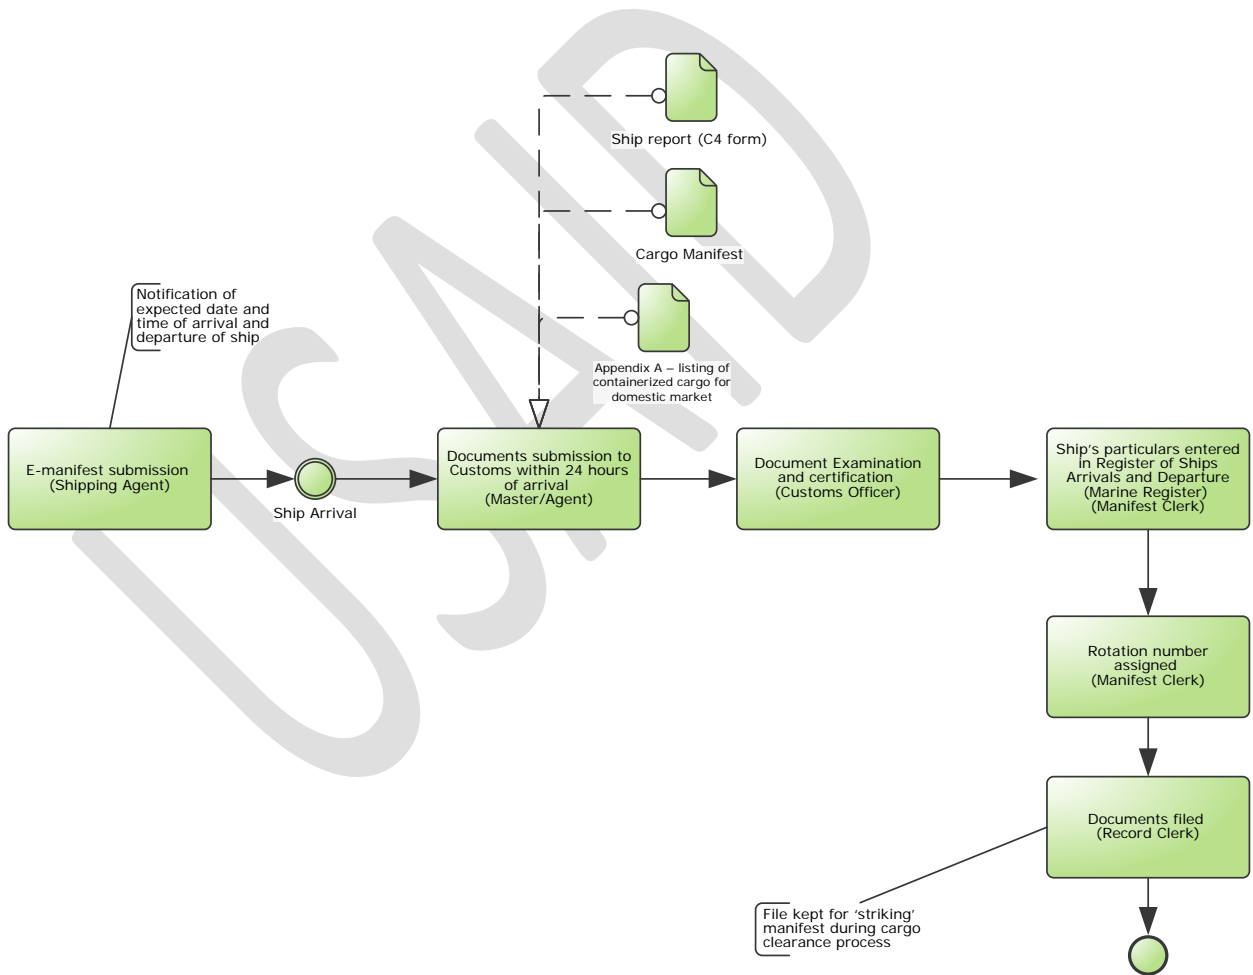 Ship report (C4 form)
Cargo Manifest
Notification of
expected date and
time of arrival and
departure of ship
Appendix A – listing of
containerized cargo for
domestic market
E-manifest submission
(Shipping Agent)
Ship Arrival
Documents submission to
Customs within 24 hours
of arrival
(Master/Agent)
Document Examination
and certification
(Customs Officer)
Ship’s particulars entered
in Register of Ships
Arrivals and Departure
(Marine Register)
(Manifest Clerk)
Rotation number
assigned
(Manifest Clerk)
Documents filed
(Record Clerk)
File kept for ‘striking’
manifest during cargo
clearance process
USAID